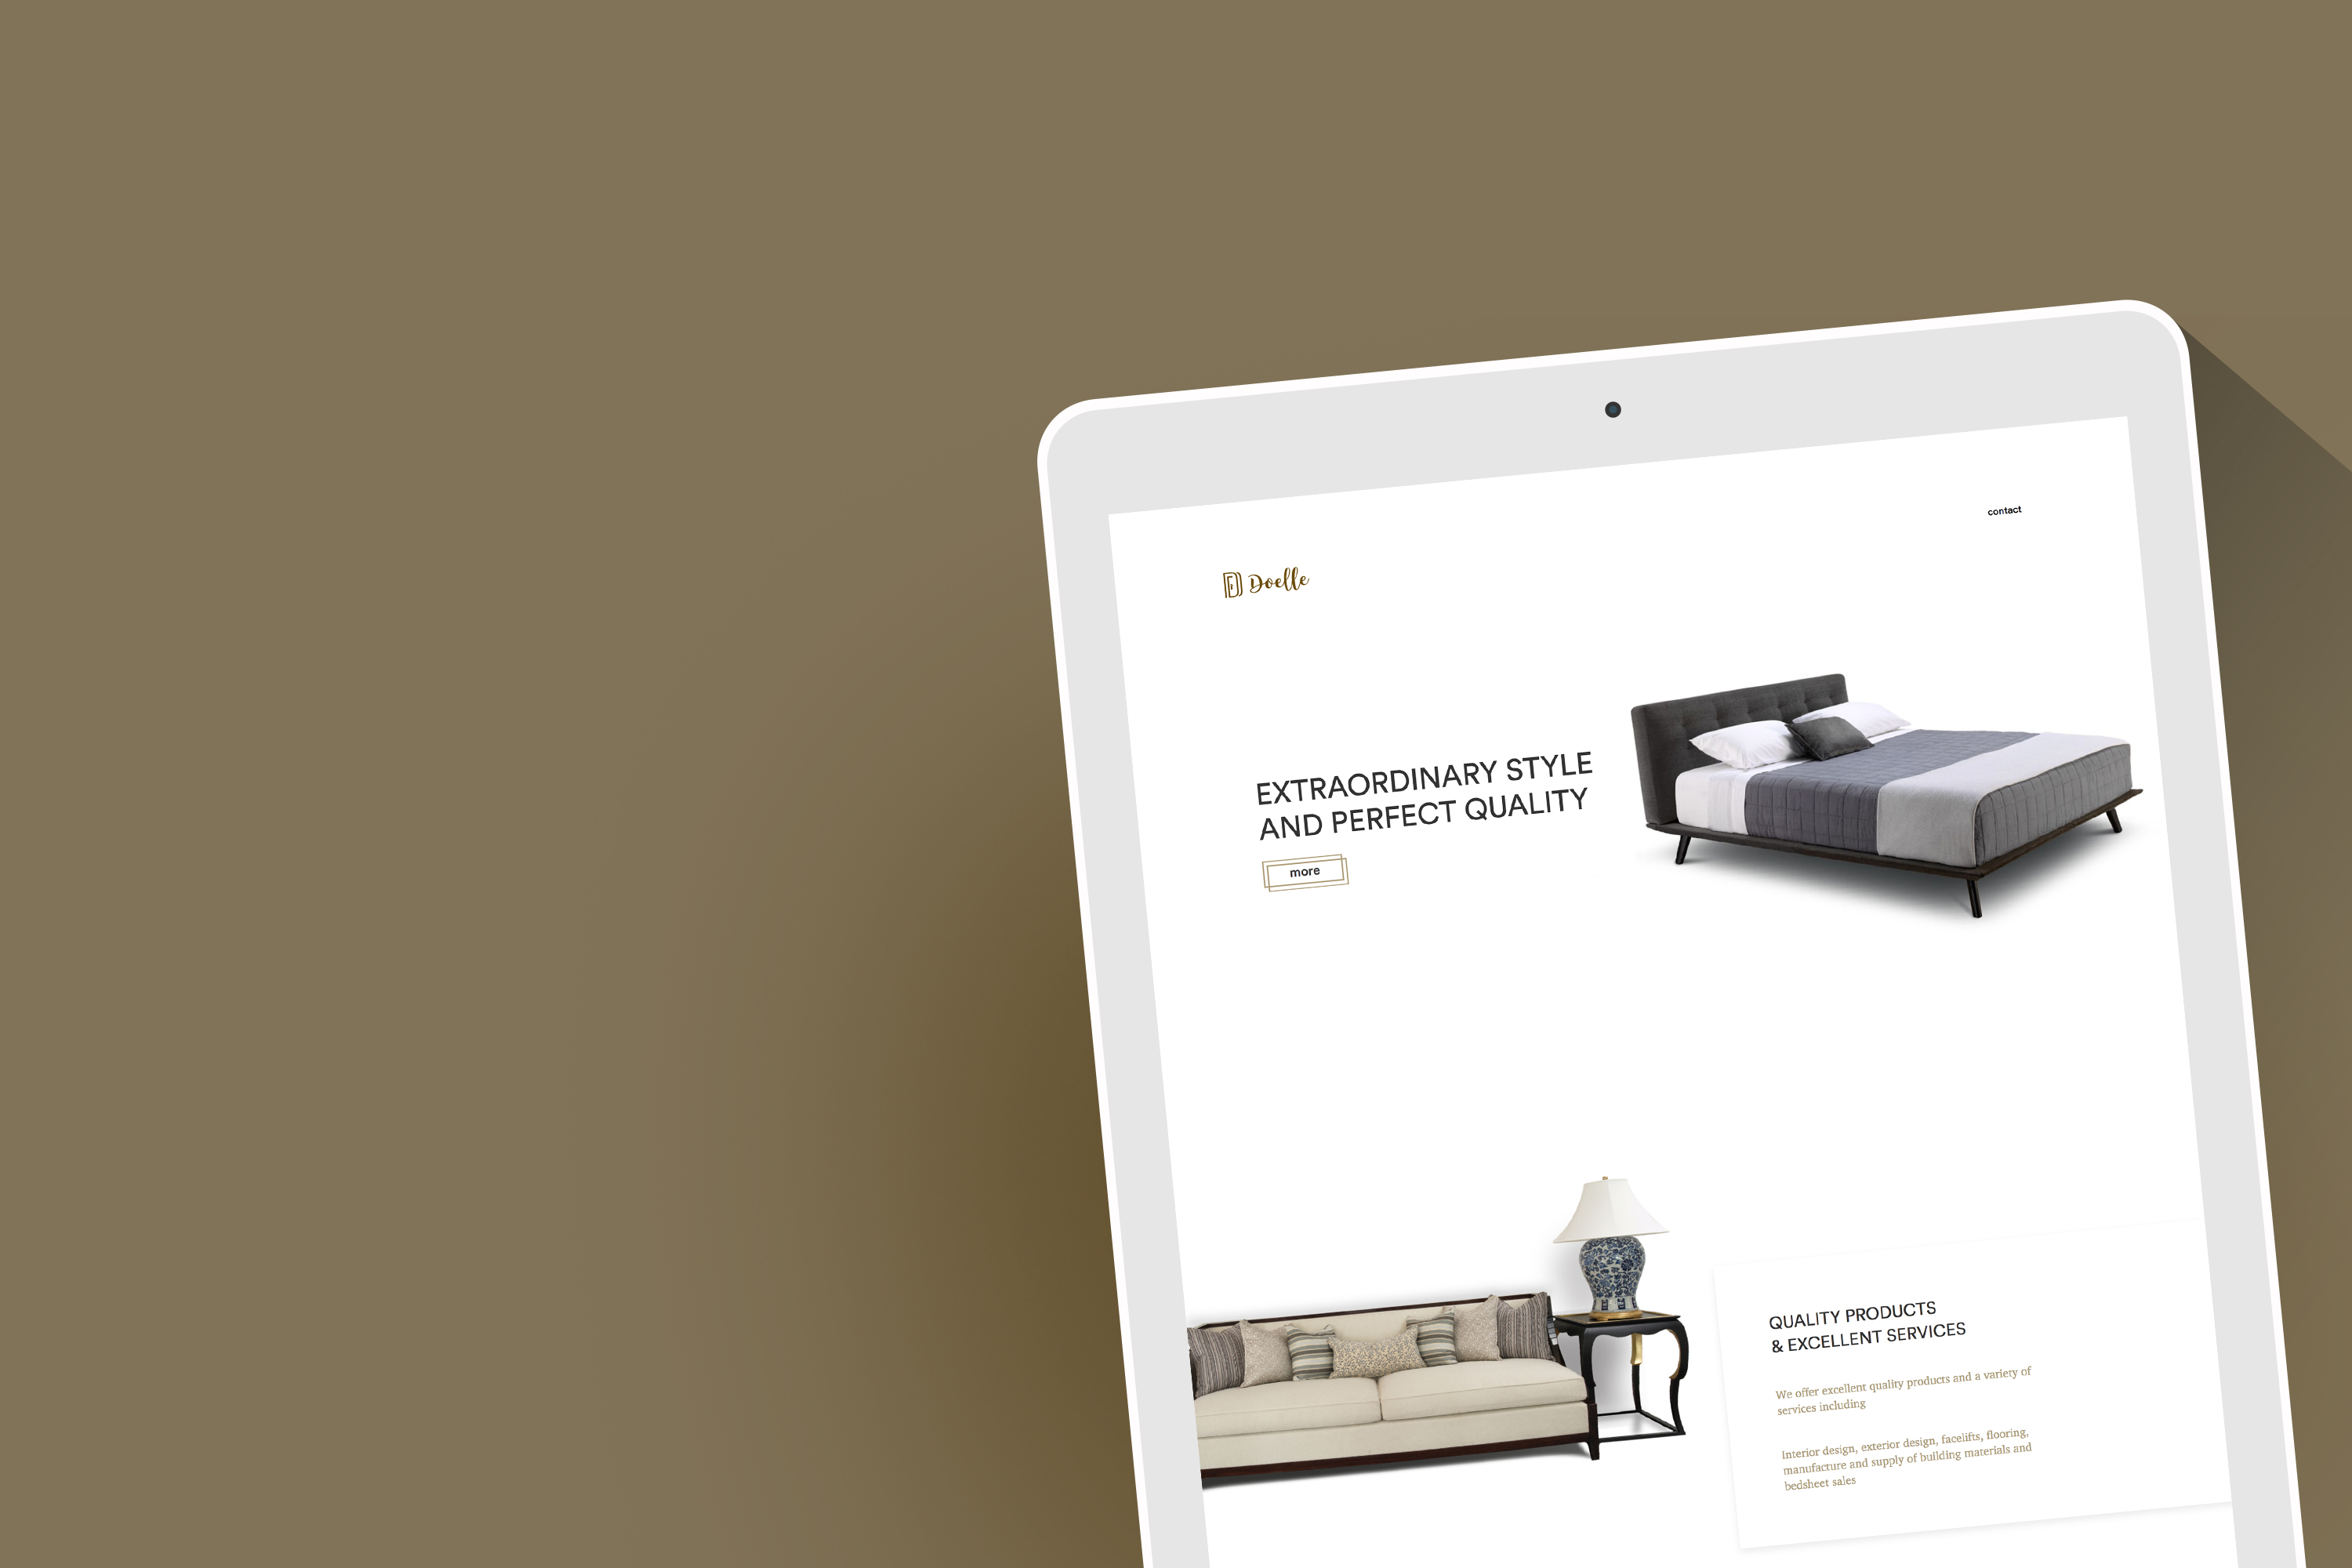 contact
Doelle
EXTRAORDINARY STYLE
AND PERFECT QUALITY
more
QUALITY PRODUCTS
& EXCELLENT SERVICES
We offer excellent quality products and a variety of
services including
Interior design, exterior design, facelifts, flooring,
manufacture and supply of building materials and
bedsheet sales